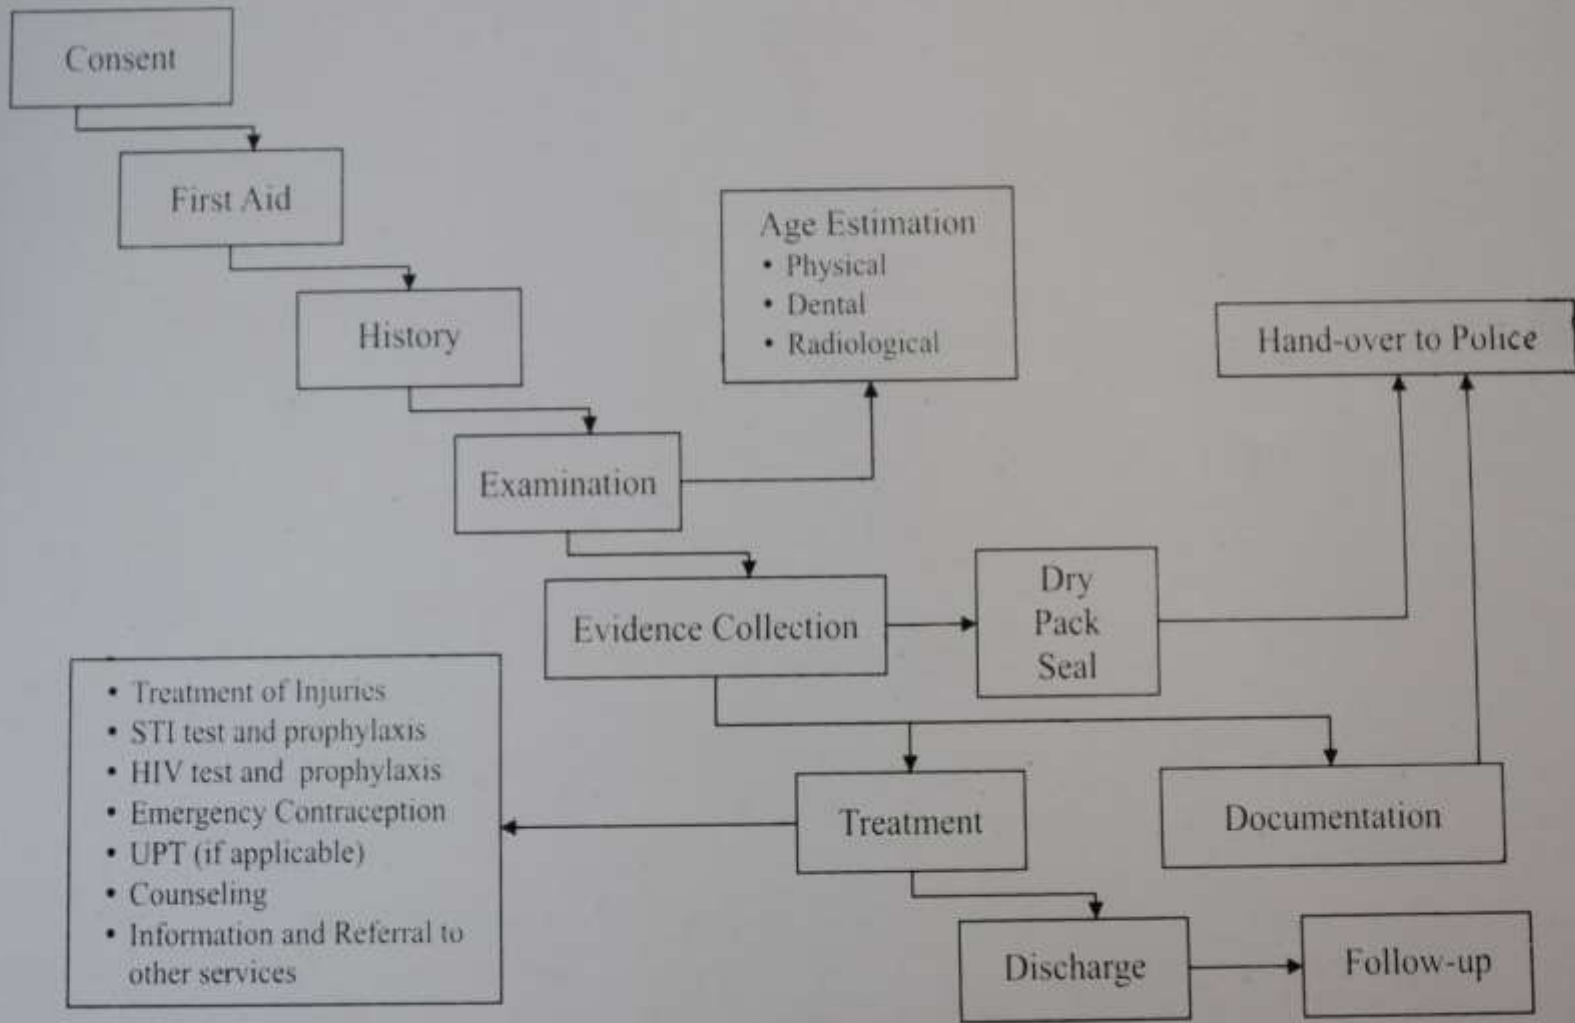 Consent
First Aid
History
Age Estimation
• Physical
• Dental
• Radiological
Hand-over to Police
Examination
Evidence Collection
Dry
Pack
Seal
• Treatment of Injuries
• STI test and prophylaxis
• HIV test and prophylaxis
• Emergency Contraception
• UPT (if applicable)
• Counseling
• Information and Referral to
other services
Treatment
Documentation
Discharge
Follow-up